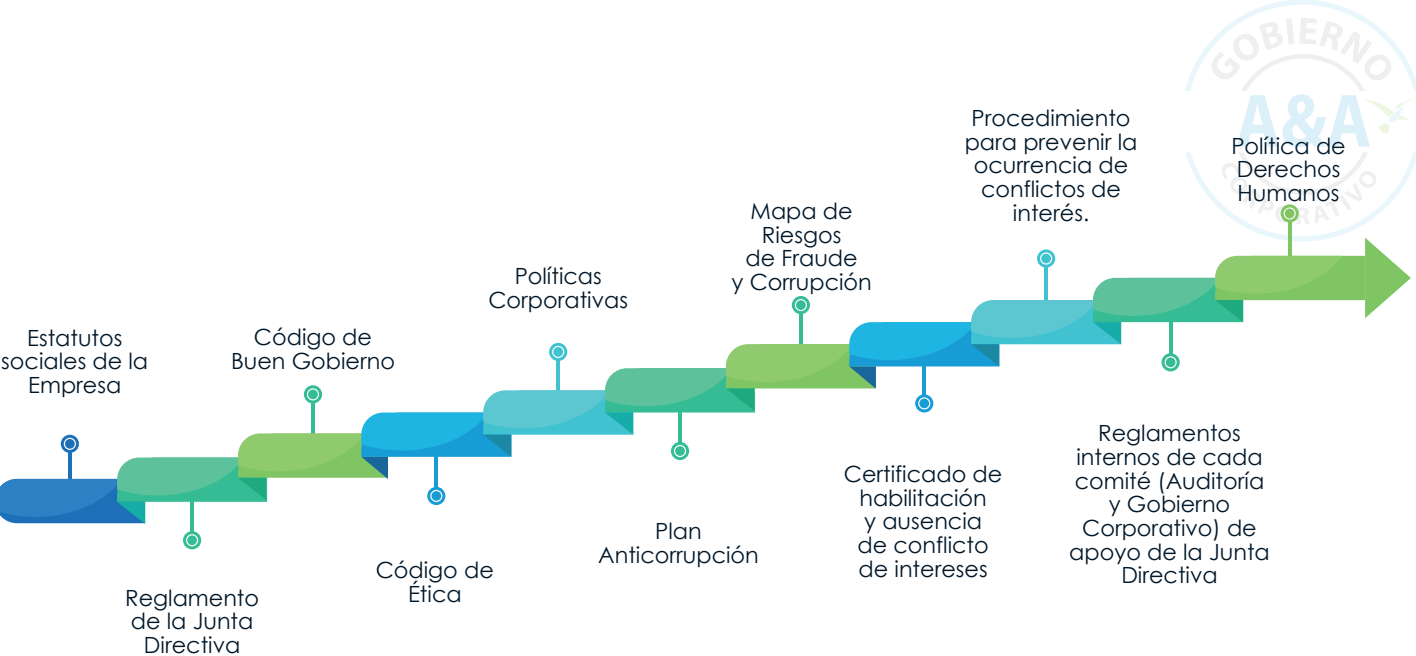 Estatutos
sociales de la
Empresa
Reglamento
de la Junta
Directiva
Código de
Buen Gobierno
Código de
Ética
Políticas
Corporativas
Plan
Anticorrupción
Mapa de
Riesgos
de Fraude
y Corrupción
Certificado de
habilitación
y ausencia
de conflicto
de intereses
Procedimiento
para prevenir la
ocurrencia de
conflictos de
interés.
Reglamentos
internos de cada
comité (Auditoría
y Gobierno
Corporativo) de
apoyo de la Junta
Directiva
Política de
Derechos
Humanos
GOBIERNO
A&A
CORPORATIVO